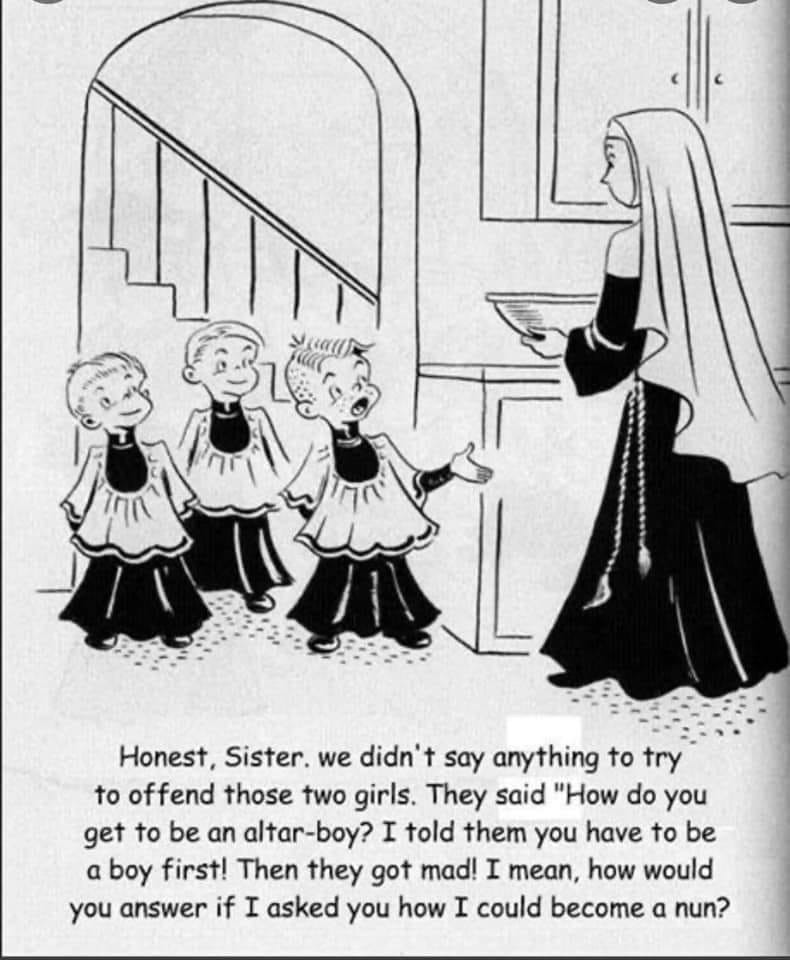 Honest, Sister. we didn't say anything to try
to offend those two girls. They said "How do you
get to be an altar-boy? I told them you have to be
a boy first! Then they got mad! I mean, how would
you answer if I asked you how I could become a nun?